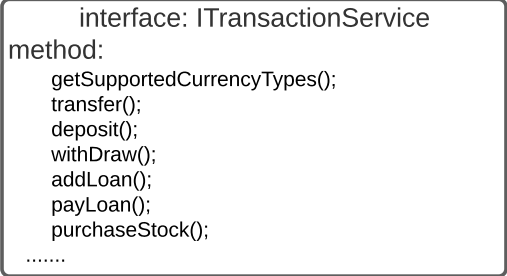 interface: ITransactionService
method:
getSupportedCurrencyTypes();
transfer();
deposit();
withDraw();
addLoan();
payLoan();
purchaseStock();
.......